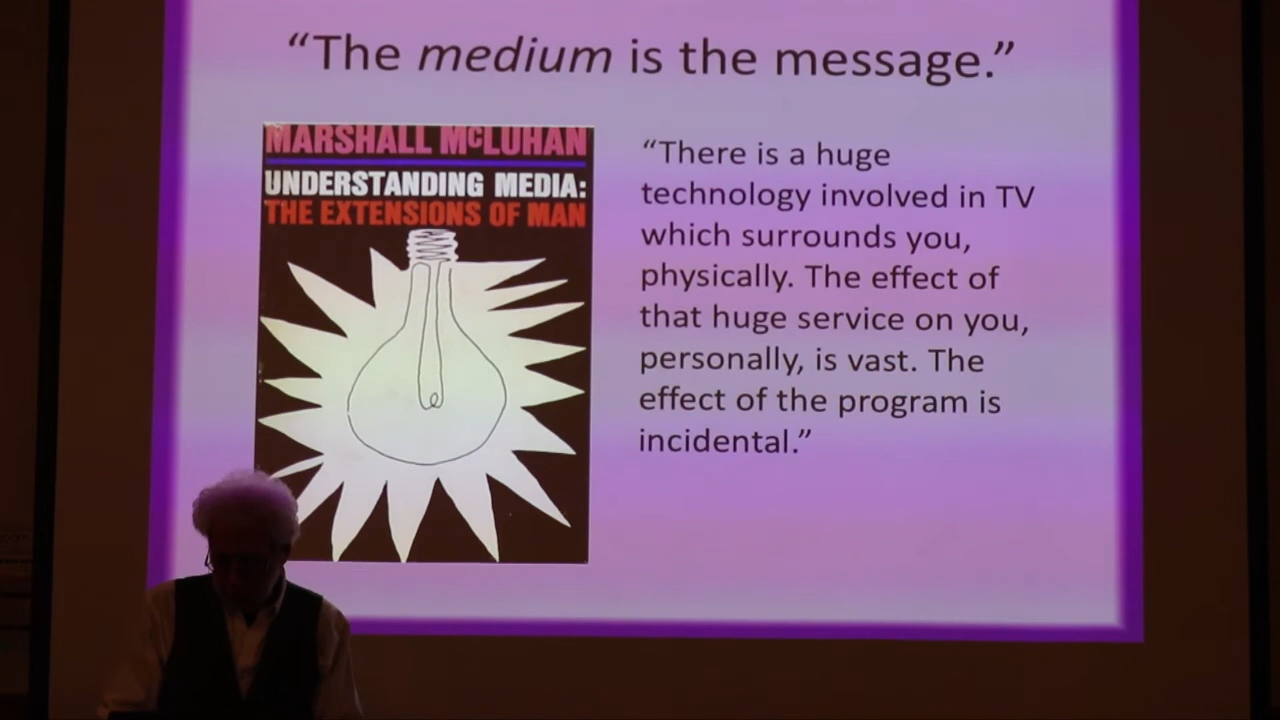 “The medium is the message.”
MARSHALL McLUHAN
UNDERSTANDING MEDIA:
THE EXTENSIONS OF MAN
“There is a huge
technology involved in TV
which surrounds you,
physically. The effect of
that huge service on you,
personally, is vast. The
effect of the program is
incidental.”